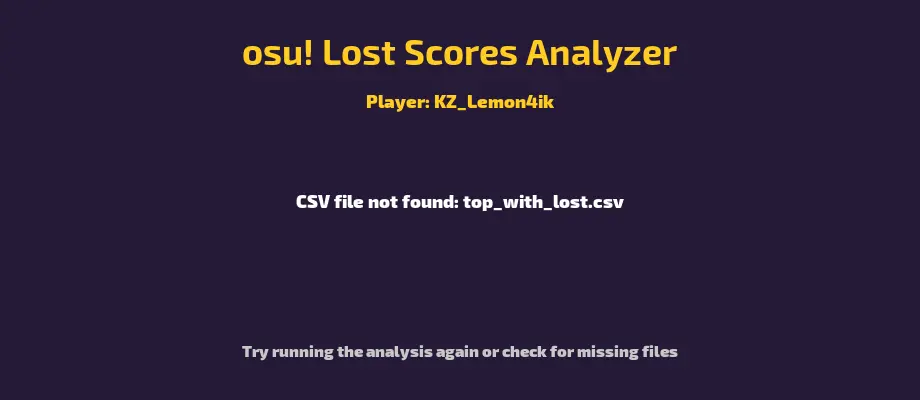 osu! Lost Scores Analyzer
Player: KZ_Lemon4ik
CSV file not found: top_with_lost.csv
Try running the analysis again or check for missing files